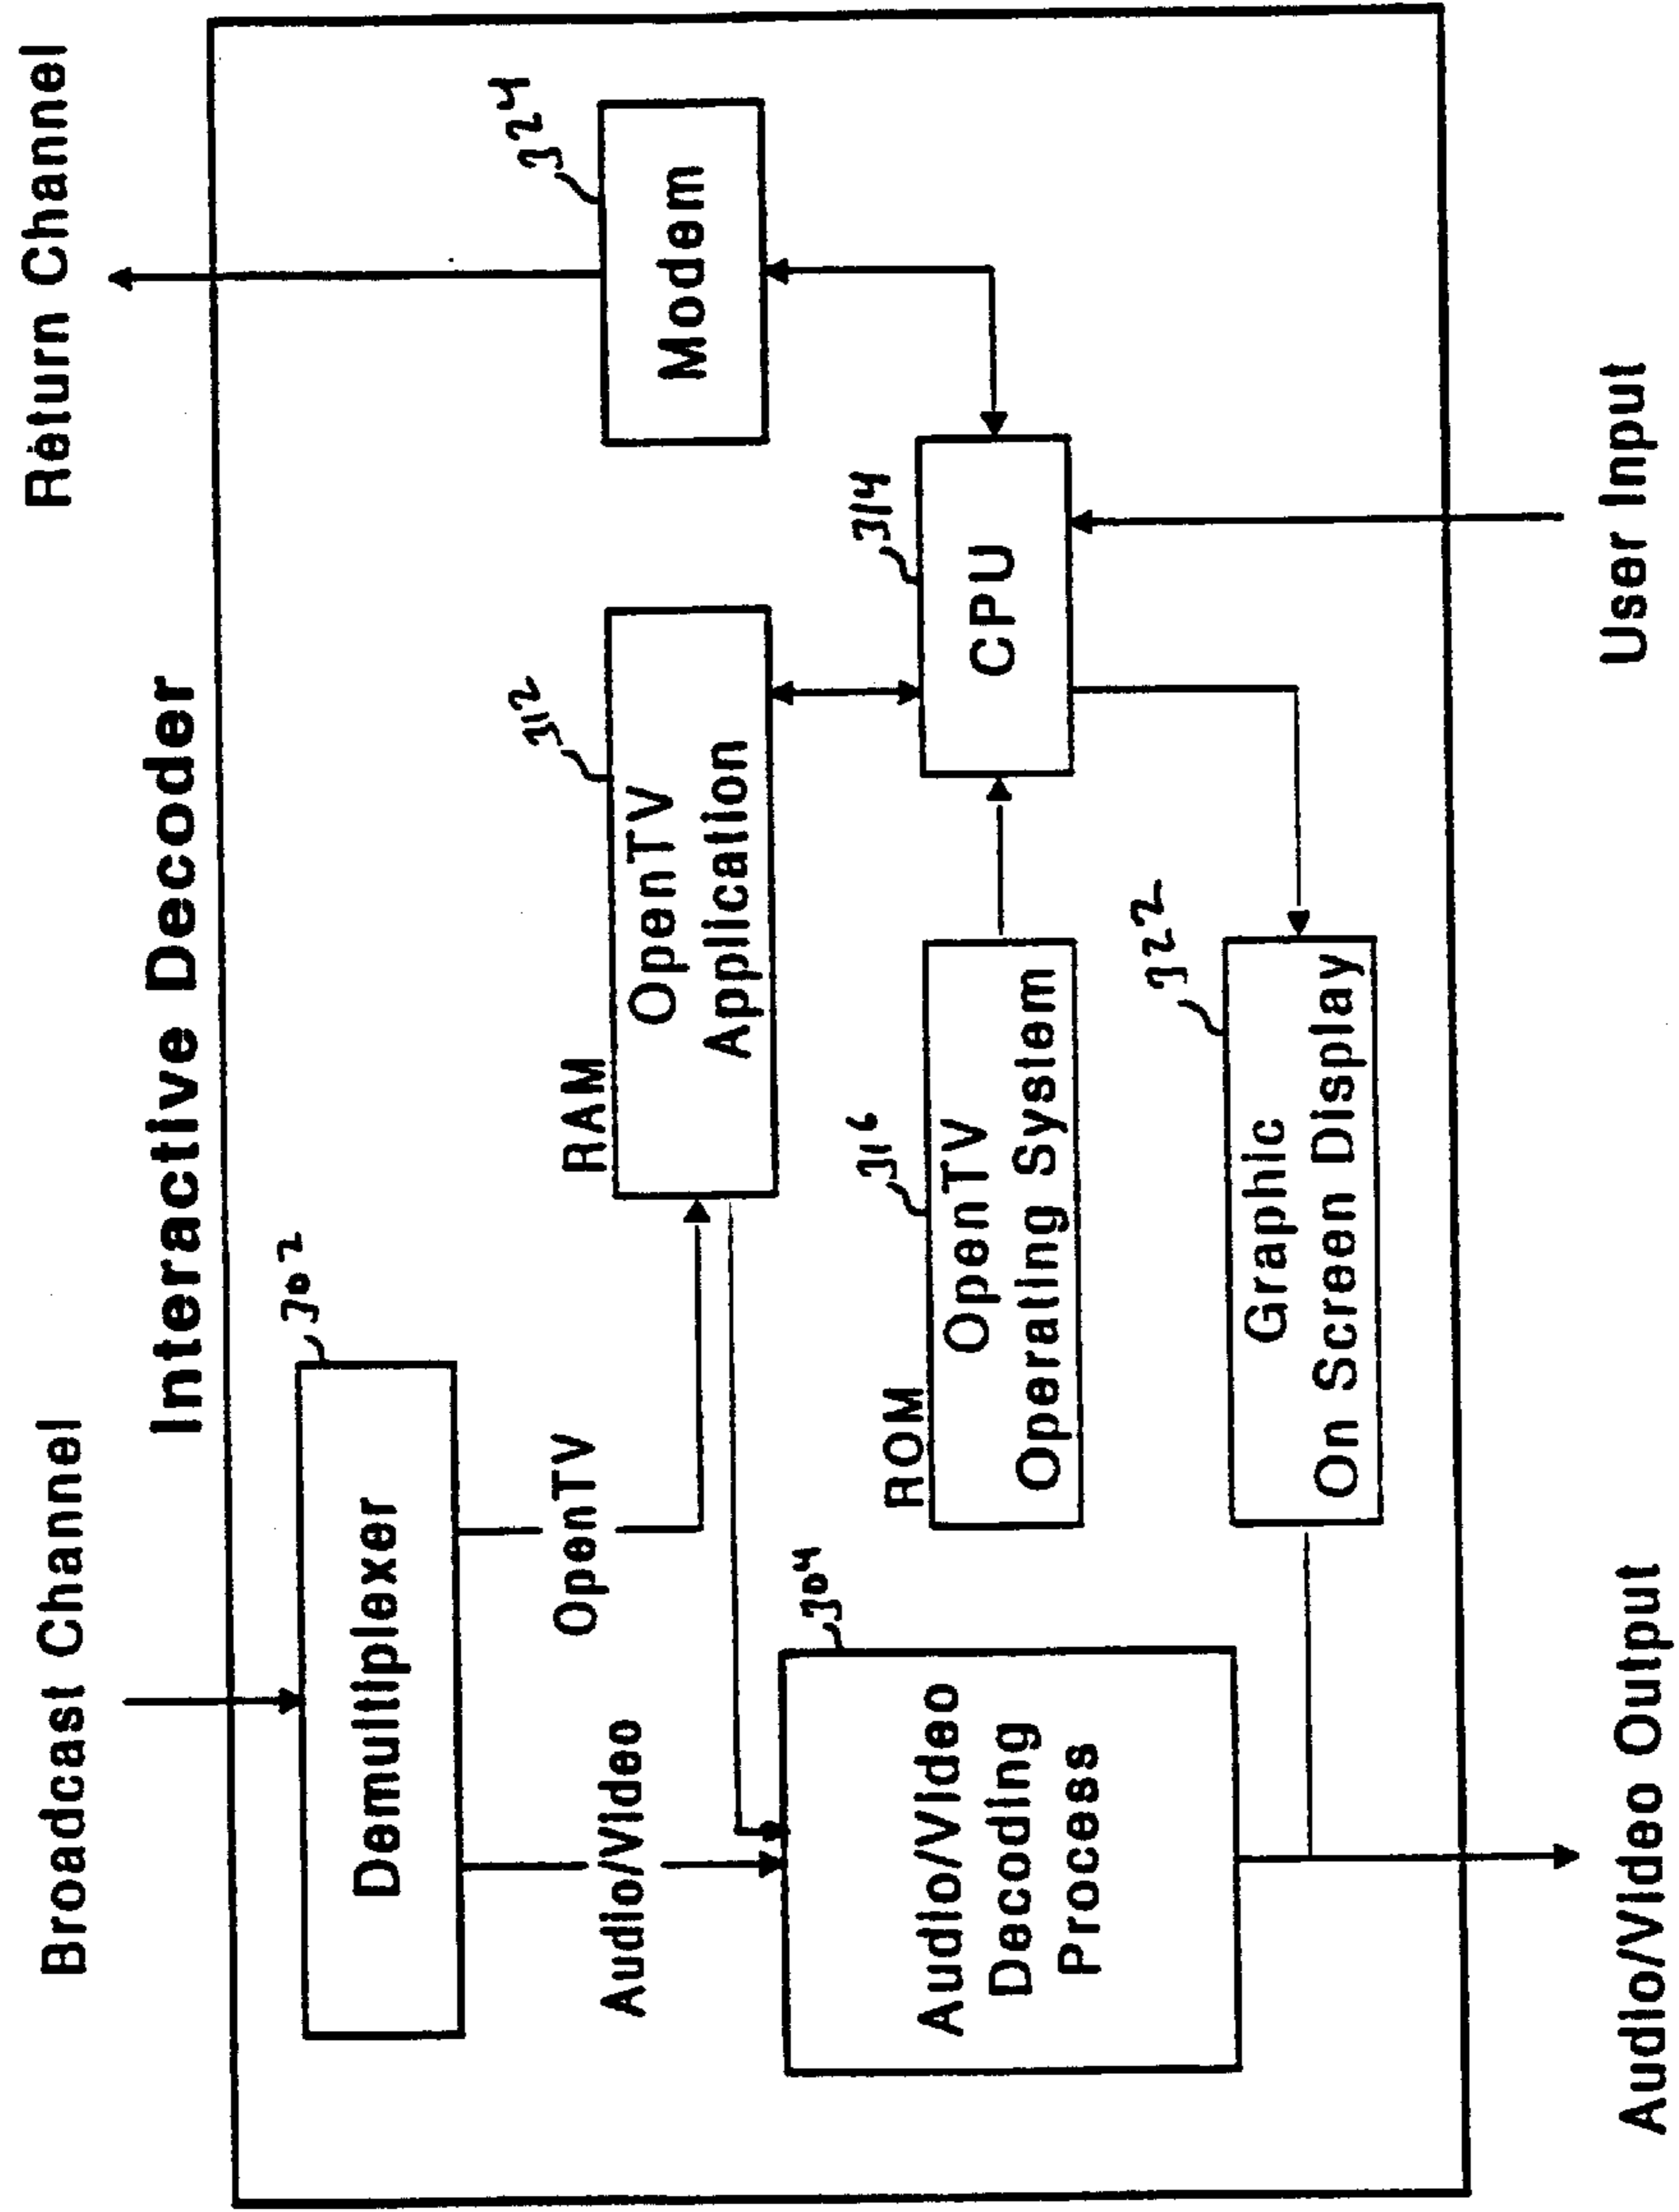 Broadcast Channel
Return Channel
Interactive Decoder
302
Demultiplexer
324
Modem
Audio/Video
OpenTV
RAM
312
OpenTV
Application
304
Audio/Video
Decoding
Process
ROM
316
OpenTV
Operating System
314
CPU
322
Graphic
On Screen Display
Audio/Video Output
User Input